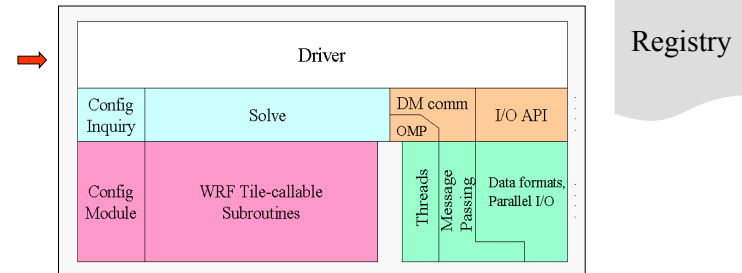 Driver
Registry
Config
Inquiry
Solve
DM comm
OMP
I/O API
Config
Module
WRF Tile-callable
Subroutines
Threads
Message
Passing
Data formats,
Parallel I/O